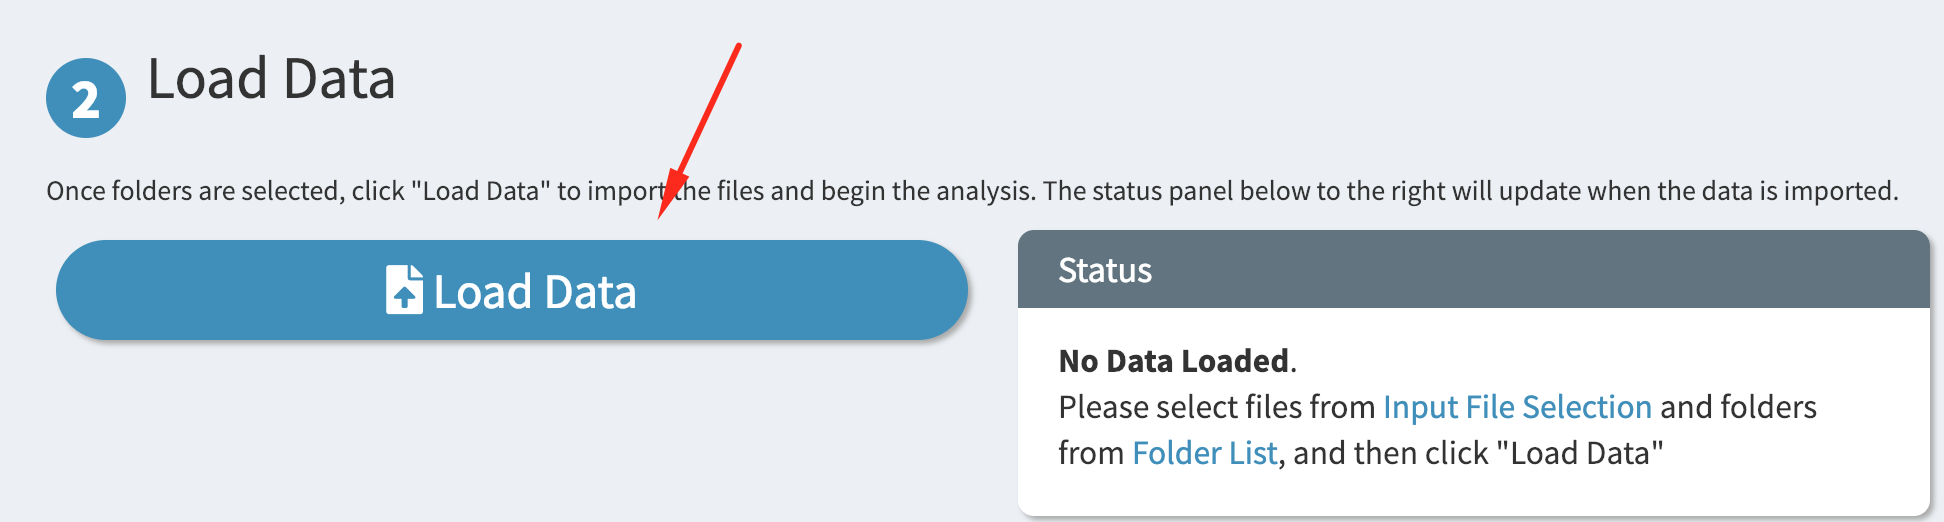 2 Load Data
Once folders are selected, click "Load Data" to import the files and begin the analysis. The status panel below to the right will update when the data is imported.
Load Data
Status
No Data Loaded.
Please select files from Input File Selection and folders
from Folder List, and then click "Load Data"